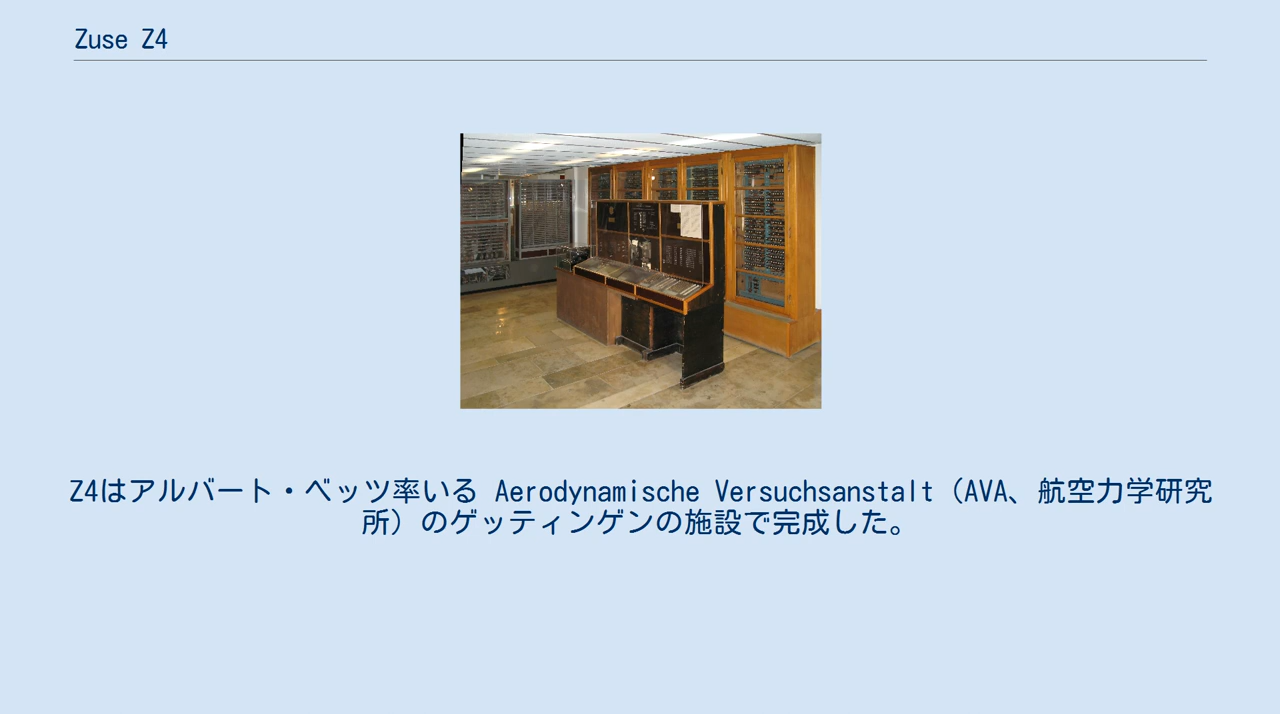 Zuse Z4
Z4はアルバート・ベッツ率いる Aerodynamische Versuchsanstalt（AVA、航空力学研究
所）のゲッティンゲンの施設で完成した。